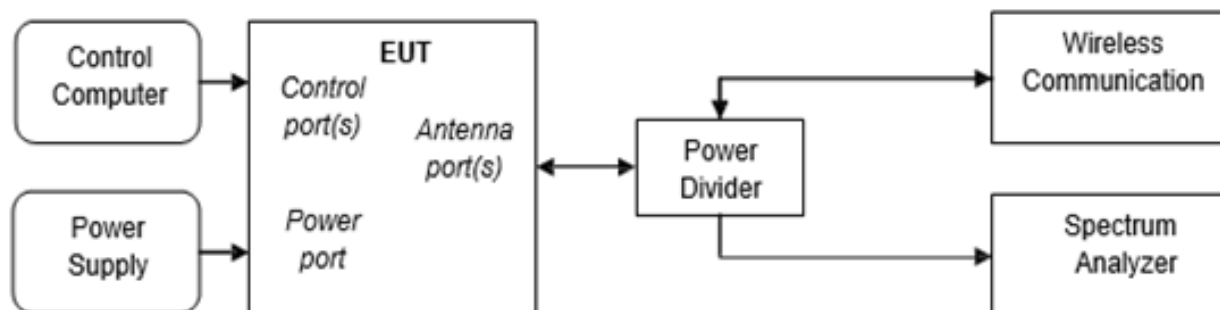 Control
Computer
Power
Supply
EUT
Control
port(s)
Antenna
port(s)
Power
port
Power
Divider
Wireless
Communication
Spectrum
Analyzer